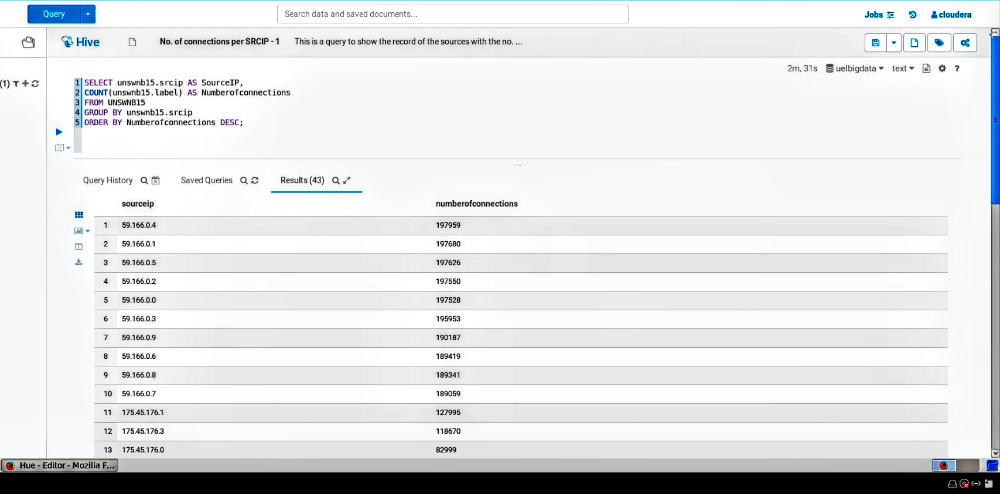 Query
Search data and saved documents...
Jobs
cloudera
Hive
No. of connections per SRCIP - 1 This is a query to show the record of the sources with the no. ...
2m, 31s uelbigdata text ?
(1)
1 SELECT unswnb15.srcip AS SourceIP,
2 COUNT(unswnb15.label) AS Numberofconnections
3 FROM UNSWNB15
4 GROUP BY unswnb15.srcip
5 ORDER BY Numberofconnections DESC;
Query History Saved Queries Results (43)
sourceip numberofconnections
1 59.166.0.4 197959
2 59.166.0.1 197680
3 59.166.0.5 197626
4 59.166.0.2 197550
5 59.166.0.0 197528
6 59.166.0.3 195953
7 59.166.0.9 190187
8 59.166.0.6 189419
9 59.166.0.8 189341
10 59.166.0.7 189059
11 175.45.176.1 127995
12 175.45.176.3 118670
13 175.45.176.0 82999
Hue - Editor - Mozilla F...